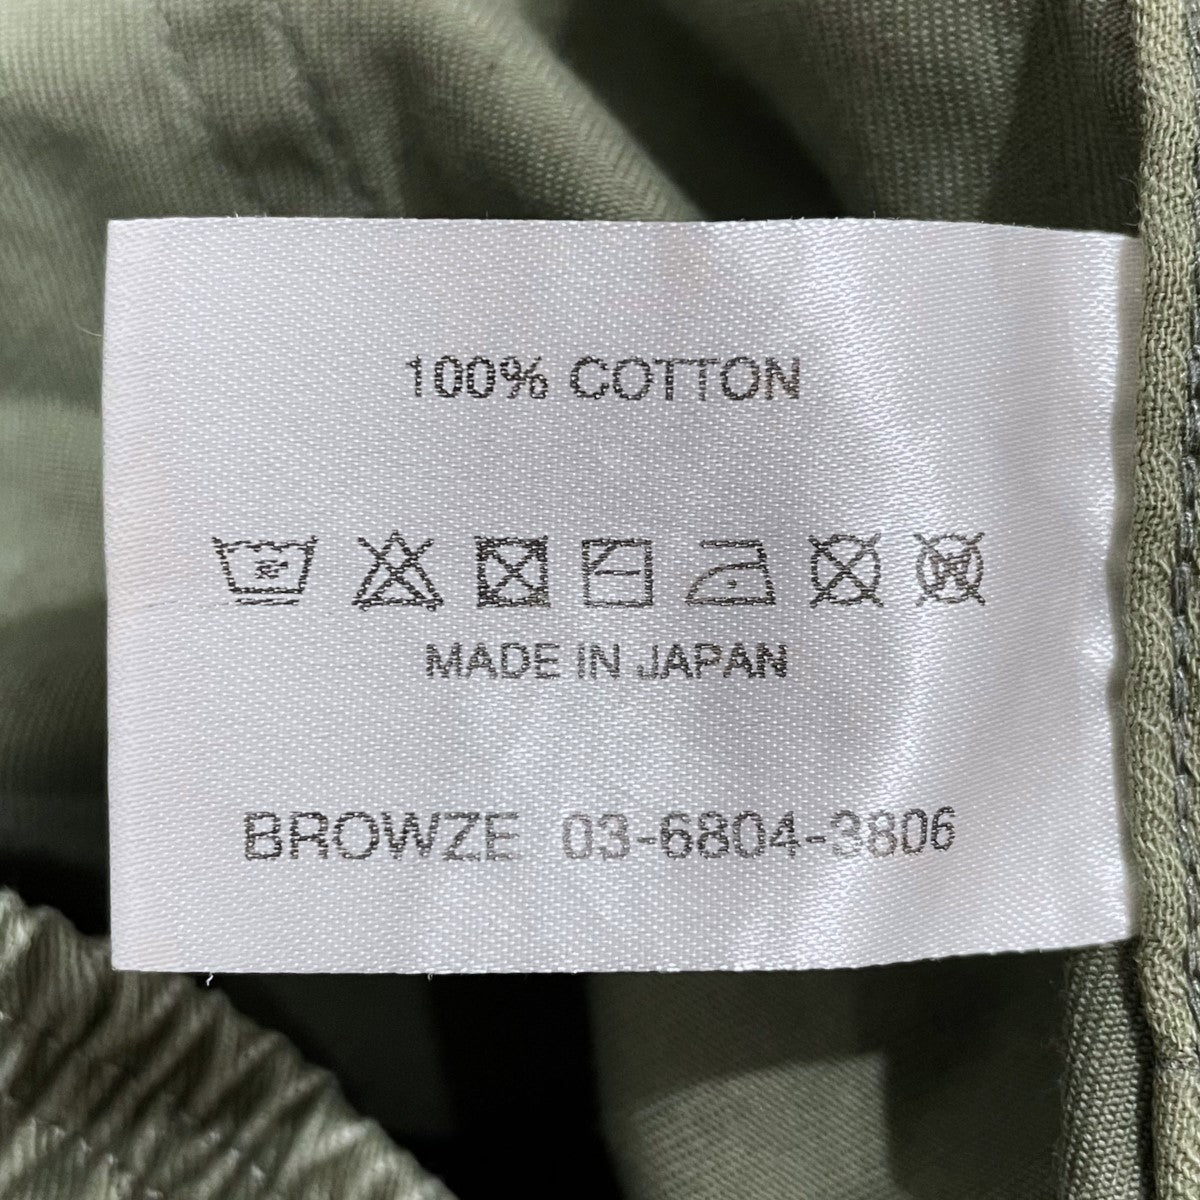 100% COTTON
MADE IN JAPAN
BROWZE 03-6804-3806